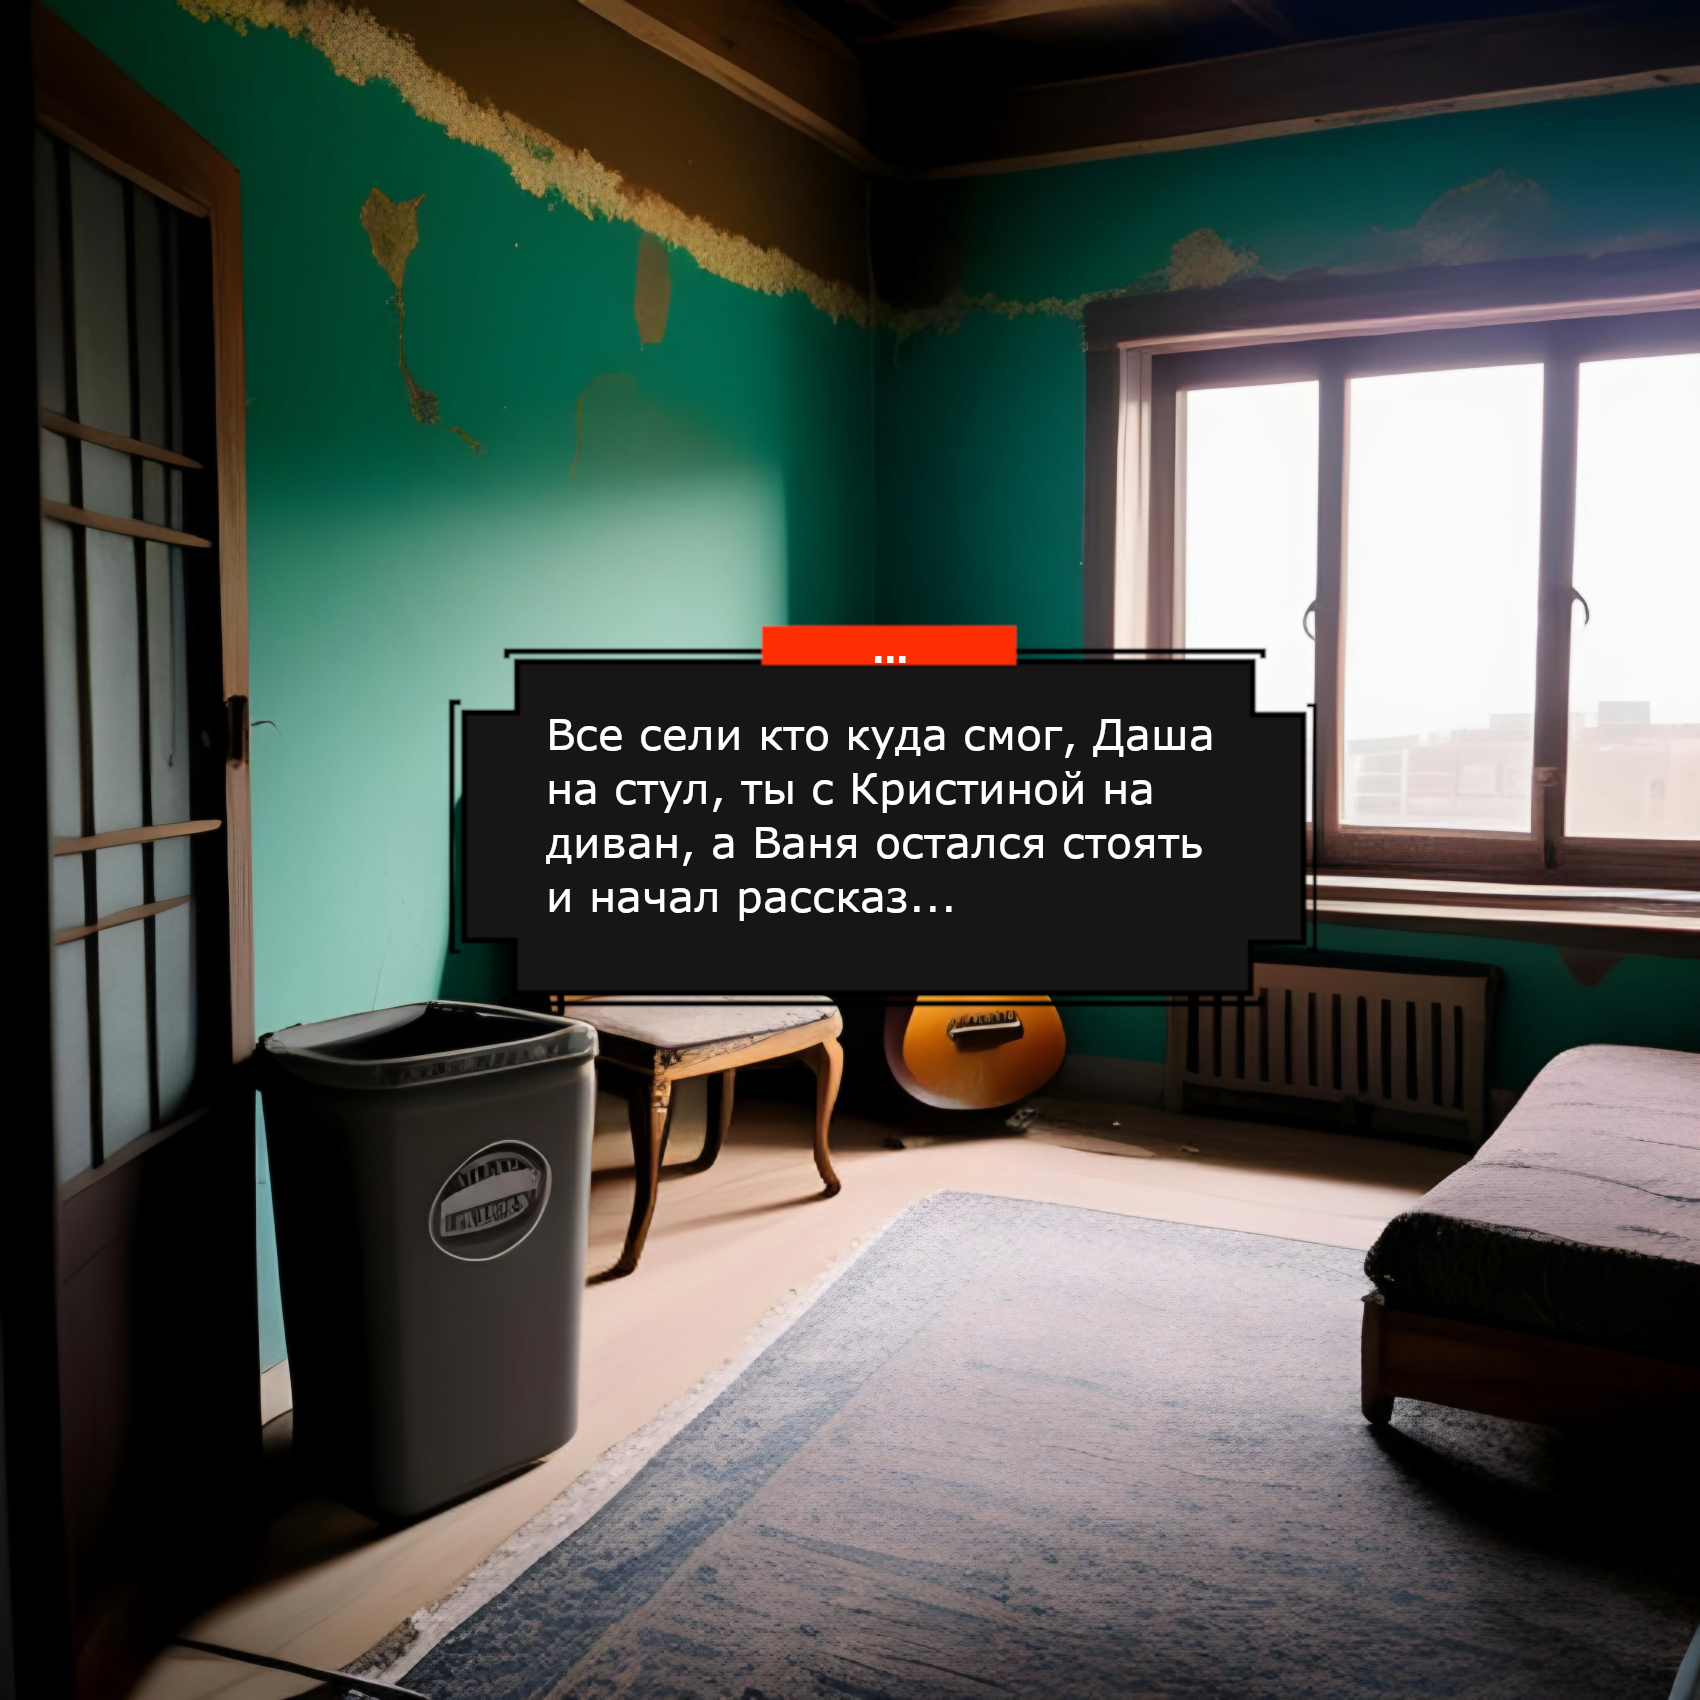 ...
Все сели кто куда смог, Даша
на стул, ты с Кристиной на
диван, а Ваня остался стоять
и начал рассказ...